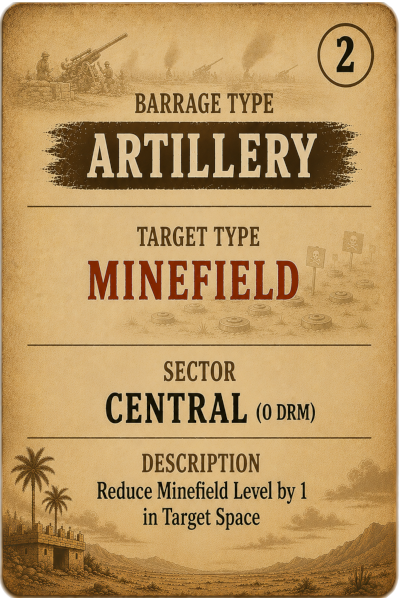 2
BARRAGE TYPE
ARTILLERY
TARGET TYPE
MINEFIELD
SECTOR
CENTRAL (0 DRM)
DESCRIPTION
Reduce Minefield Level by 1
in Target Space